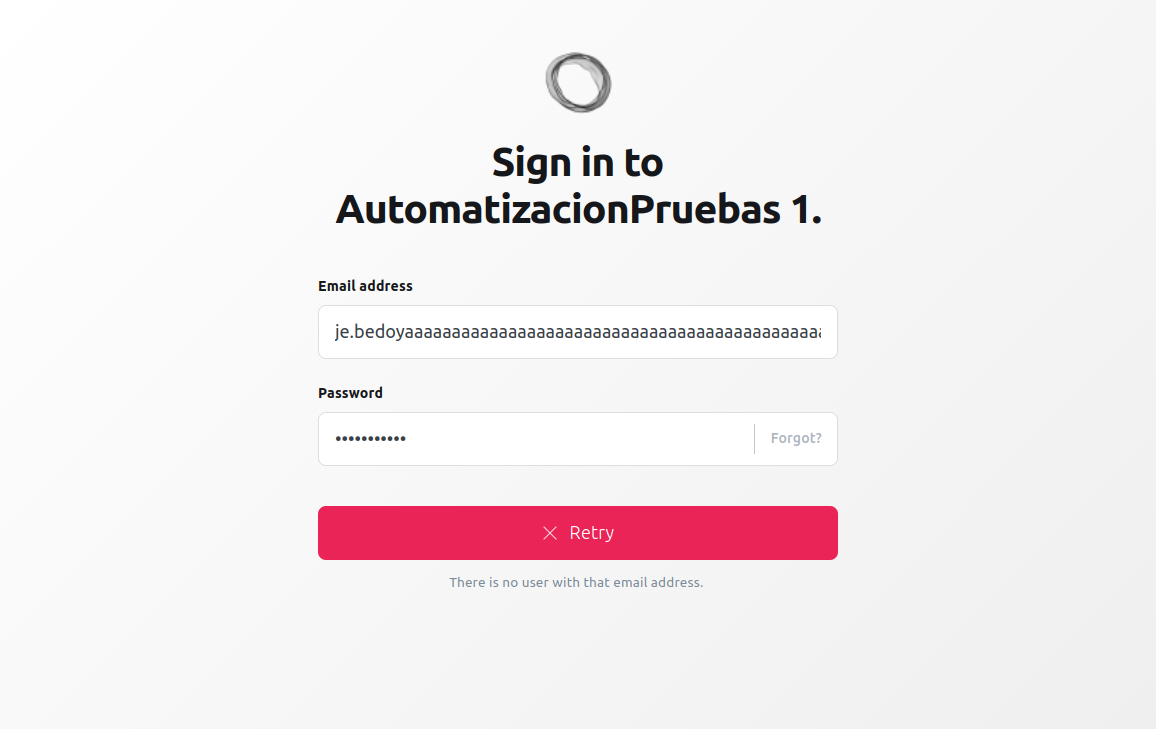 Sign in to
AutomatizacionPruebas 1.
Email address
je.bedoyaaaaaaaaaaaaaaaaaaaaaaaaaaaaaaaaaaaaaaaaaaaaa
Password
•••••••••••
Forgot?
Retry
There is no user with that email address.